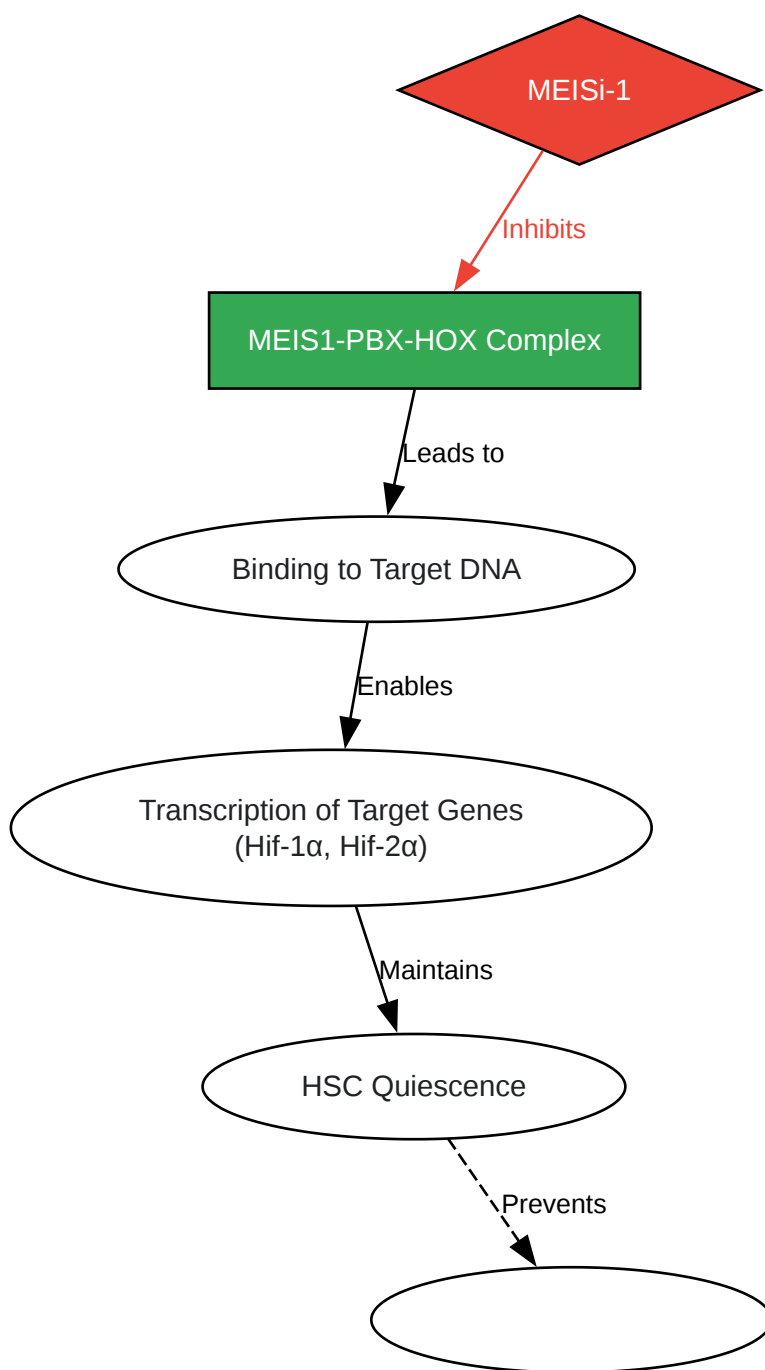 MEISi-1
Inhibits
MEIS1-PBX-HOX Complex
Leads to
Binding to Target DNA
Enables
Transcription of Target Genes
(Hif-1α, Hif-2α)
Maintains
HSC Quiescence
Prevents